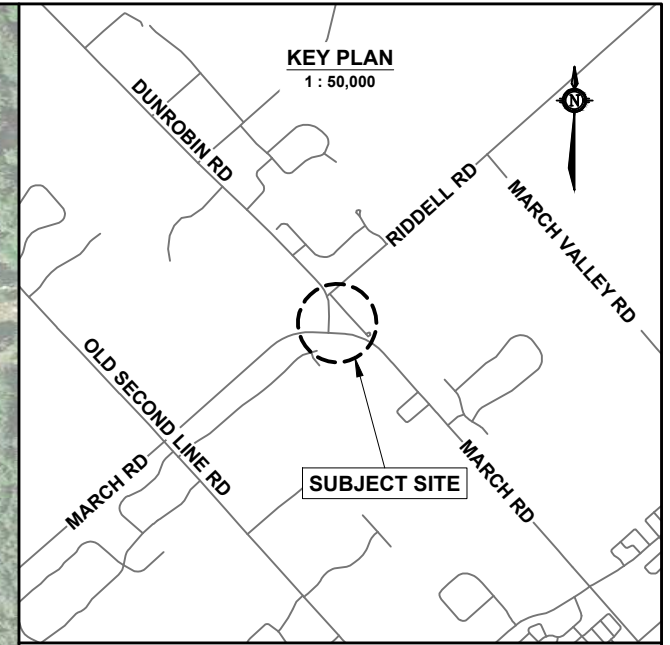 KEY PLAN
1 : 50,000
N
DUNROBIN RD
RIDDELL RD
MARCH VALLEY RD
OLD SECOND LINE RD
MARCH RD
MARCH RD
SUBJECT SITE